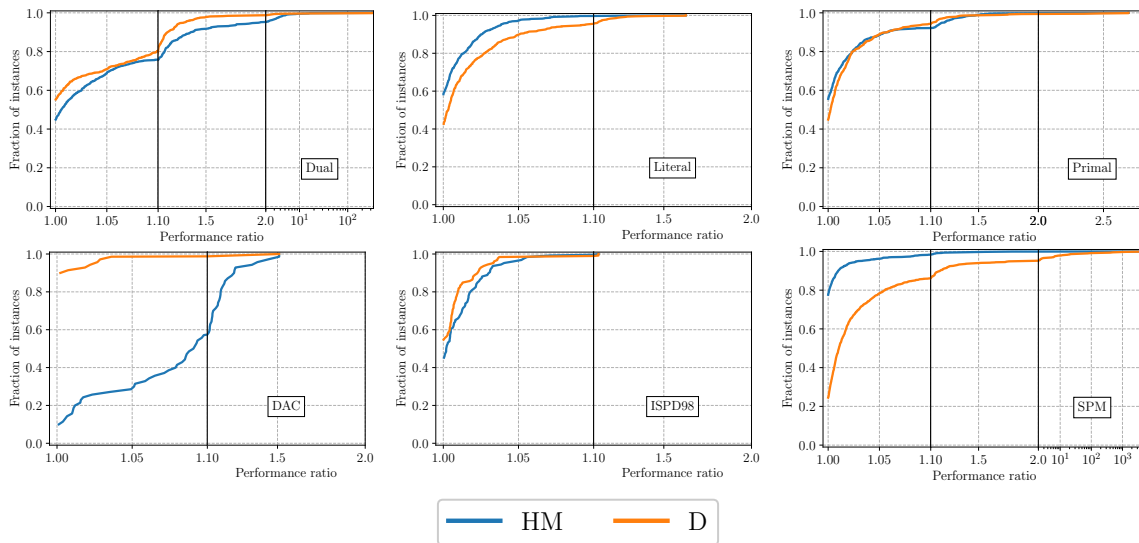 1.0
0.8
0.6
0.4
0.2
0.0
Fraction of instances
Dual
1.00 1.05 1.10 1.5 2.0 10¹ 10²
Performance ratio
1.0
0.8
0.6
0.4
0.2
0.0
Fraction of instances
Literal
1.00 1.05 1.10 1.5 2.0
Performance ratio
1.0
0.8
0.6
0.4
0.2
0.0
Fraction of instances
Primal
1.00 1.05 1.10 1.5 2.0 2.5
Performance ratio
1.0
0.8
0.6
0.4
0.2
0.0
Fraction of instances
DAC
1.00 1.05 1.10 1.5 2.0
Performance ratio
1.0
0.8
0.6
0.4
0.2
0.0
Fraction of instances
ISPD98
1.00 1.05 1.10 1.5 2.0
Performance ratio
1.0
0.8
0.6
0.4
0.2
0.0
Fraction of instances
SPM
1.00 1.05 1.10 1.5 2.0 10¹ 10² 10³
Performance ratio
HM D